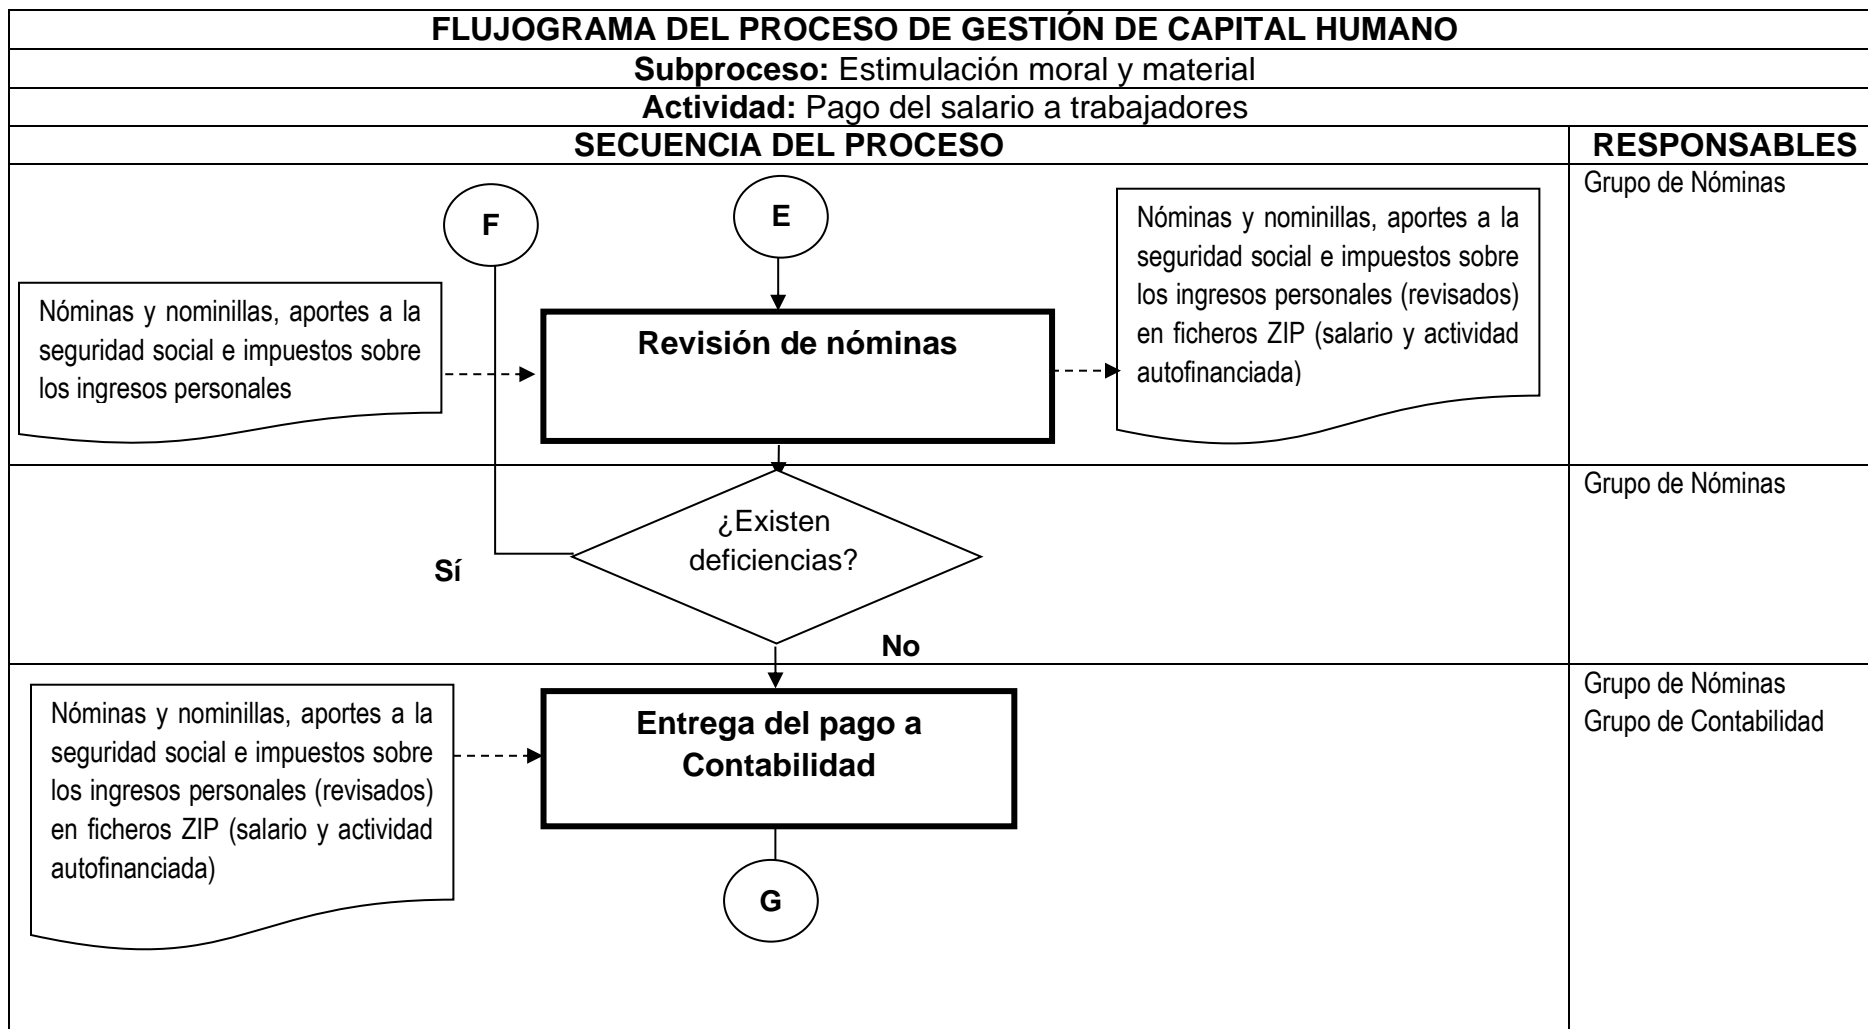 FLUJOGRAMA DEL PROCESO DE GESTIÓN DE CAPITAL HUMANO
Subproceso: Estimulación moral y material
Actividad: Pago del salario a trabajadores
SECUENCIA DEL PROCESO
RESPONSABLES
F
E
Nóminas y nominillas, aportes a la
seguridad social e impuestos sobre
los ingresos personales
Revisión de nóminas
Nóminas y nominillas, aportes a la
seguridad social e impuestos sobre
los ingresos personales (revisados)
en ficheros ZIP (salario y actividad
autofinanciada)
Grupo de Nóminas
¿Existen
deficiencias?
Sí
No
Grupo de Nóminas
Nóminas y nominillas, aportes a la
seguridad social e impuestos sobre
los ingresos personales (revisados)
en ficheros ZIP (salario y actividad
autofinanciada)
Entrega del pago a
Contabilidad
G
Grupo de Nóminas
Grupo de Contabilidad